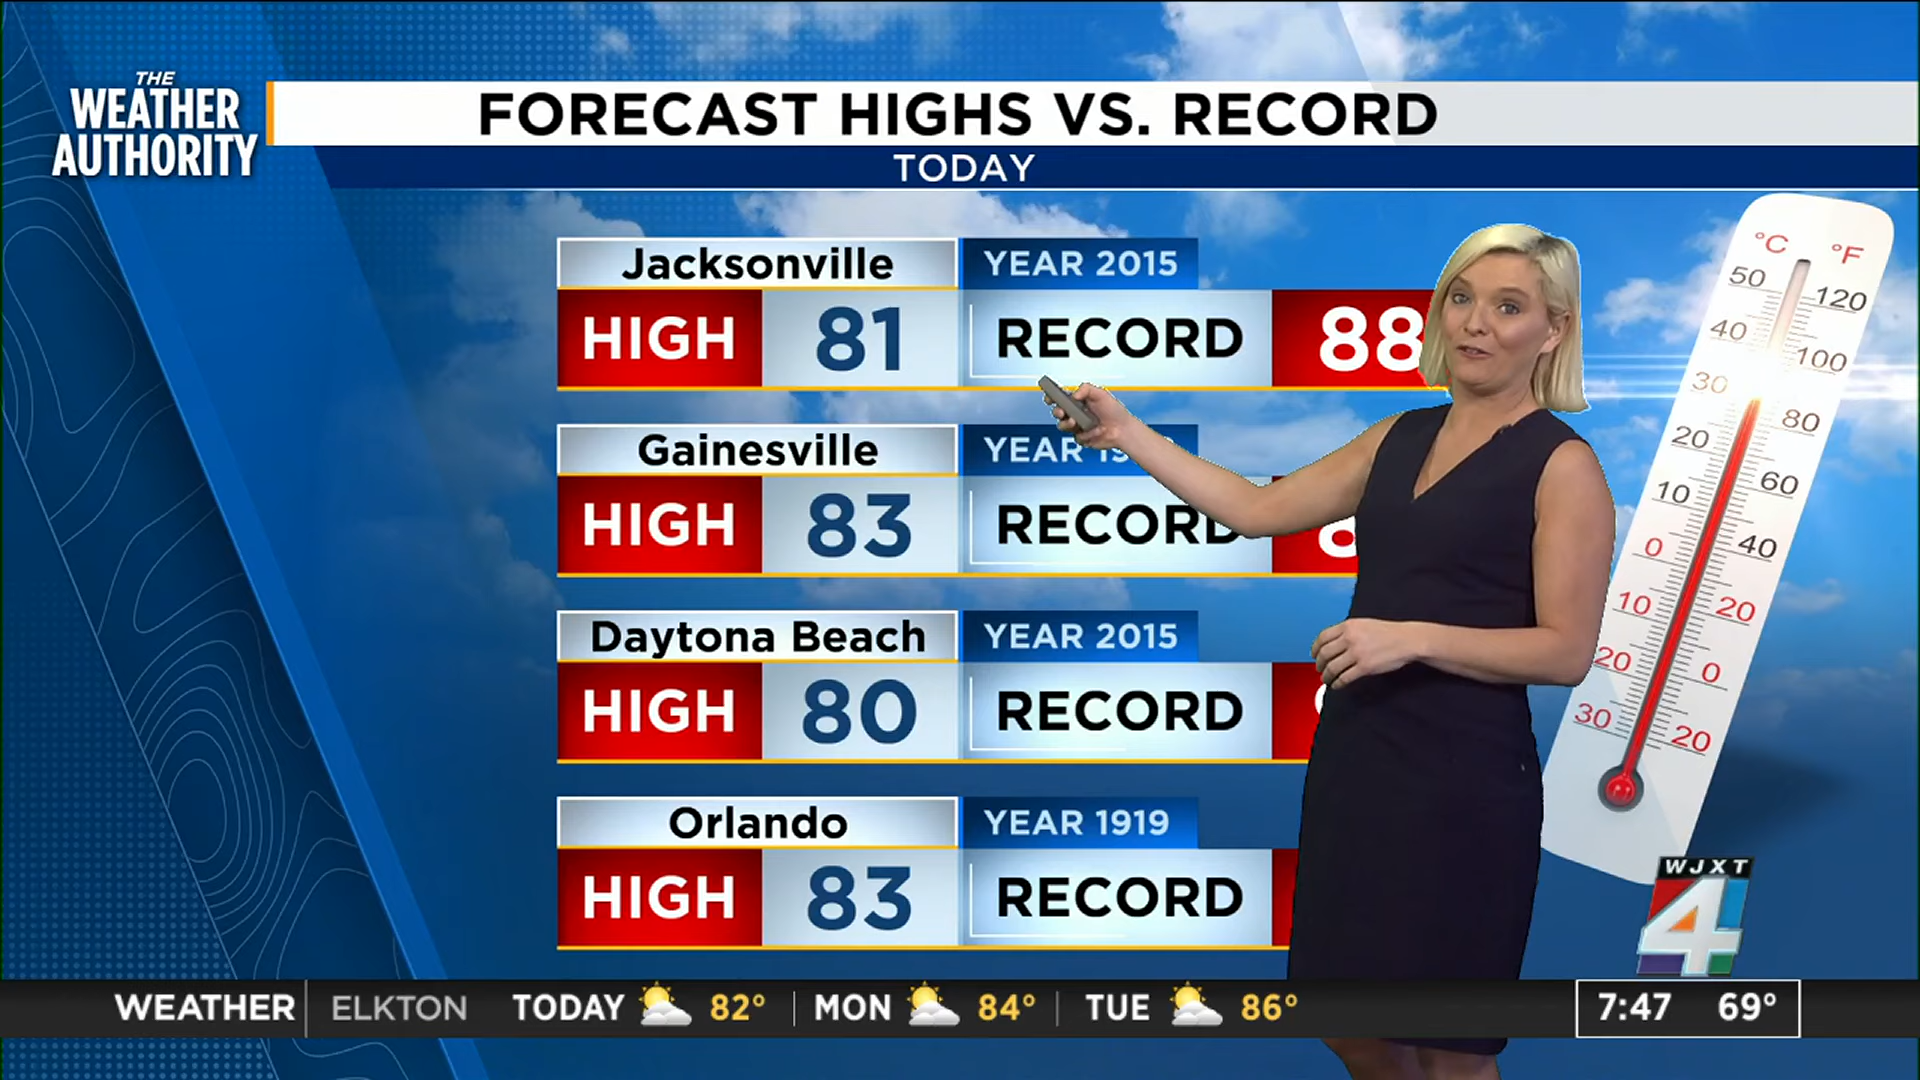 THE
WEATHER
AUTHORITY
FORECAST HIGHS VS. RECORD
TODAY
Jacksonville YEAR 2015
HIGH 81 RECORD 88
Gainesville YEAR
HIGH 83 RECORD
Daytona Beach YEAR 2015
HIGH 80 RECORD
Orlando YEAR 1919
HIGH 83 RECORD
°C °F
50 120
40 100
30 80
20 60
10 40
0 20
10 0
20 20
30
WJXT
4
WEATHER ELKTON TODAY 82° MON 84° TUE 86° 7:47 69°